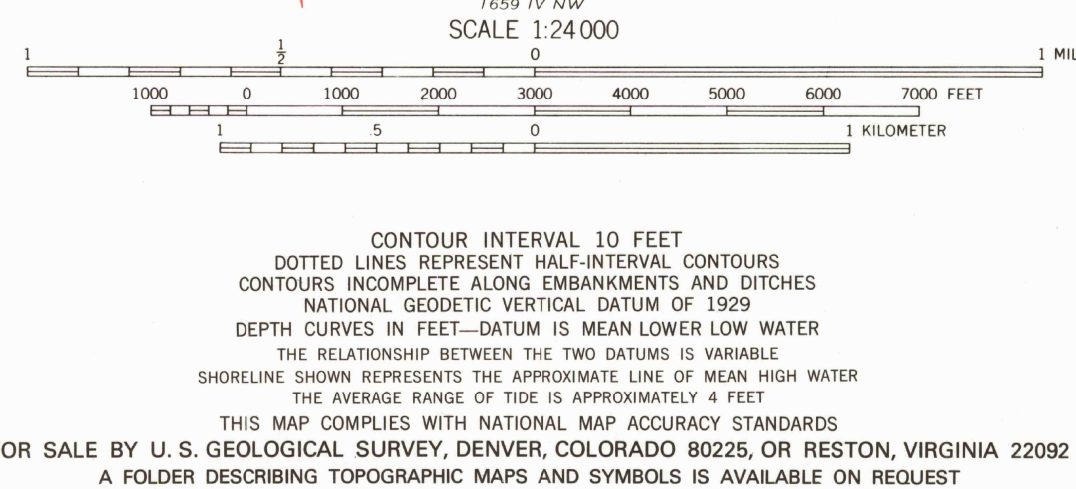 1659 IV NW
SCALE 1:24 000
1 1/2 0 1 MIL
1000 0 1000 2000 3000 4000 5000 6000 7000 FEET
1 .5 0 1 KILOMETER
CONTOUR INTERVAL 10 FEET
DOTTED LINES REPRESENT HALF-INTERVAL CONTOURS
CONTOURS INCOMPLETE ALONG EMBANKMENTS AND DITCHES
NATIONAL GEODETIC VERTICAL DATUM OF 1929
DEPTH CURVES IN FEET—DATUM IS MEAN LOWER LOW WATER
THE RELATIONSHIP BETWEEN THE TWO DATUMS IS VARIABLE
SHORELINE SHOWN REPRESENTS THE APPROXIMATE LINE OF MEAN HIGH WATER
THE AVERAGE RANGE OF TIDE IS APPROXIMATELY 4 FEET
THIS MAP COMPLIES WITH NATIONAL MAP ACCURACY STANDARDS
OR SALE BY U. S. GEOLOGICAL SURVEY, DENVER, COLORADO 80225, OR RESTON, VIRGINIA 22092
A FOLDER DESCRIBING TOPOGRAPHIC MAPS AND SYMBOLS IS AVAILABLE ON REQUEST